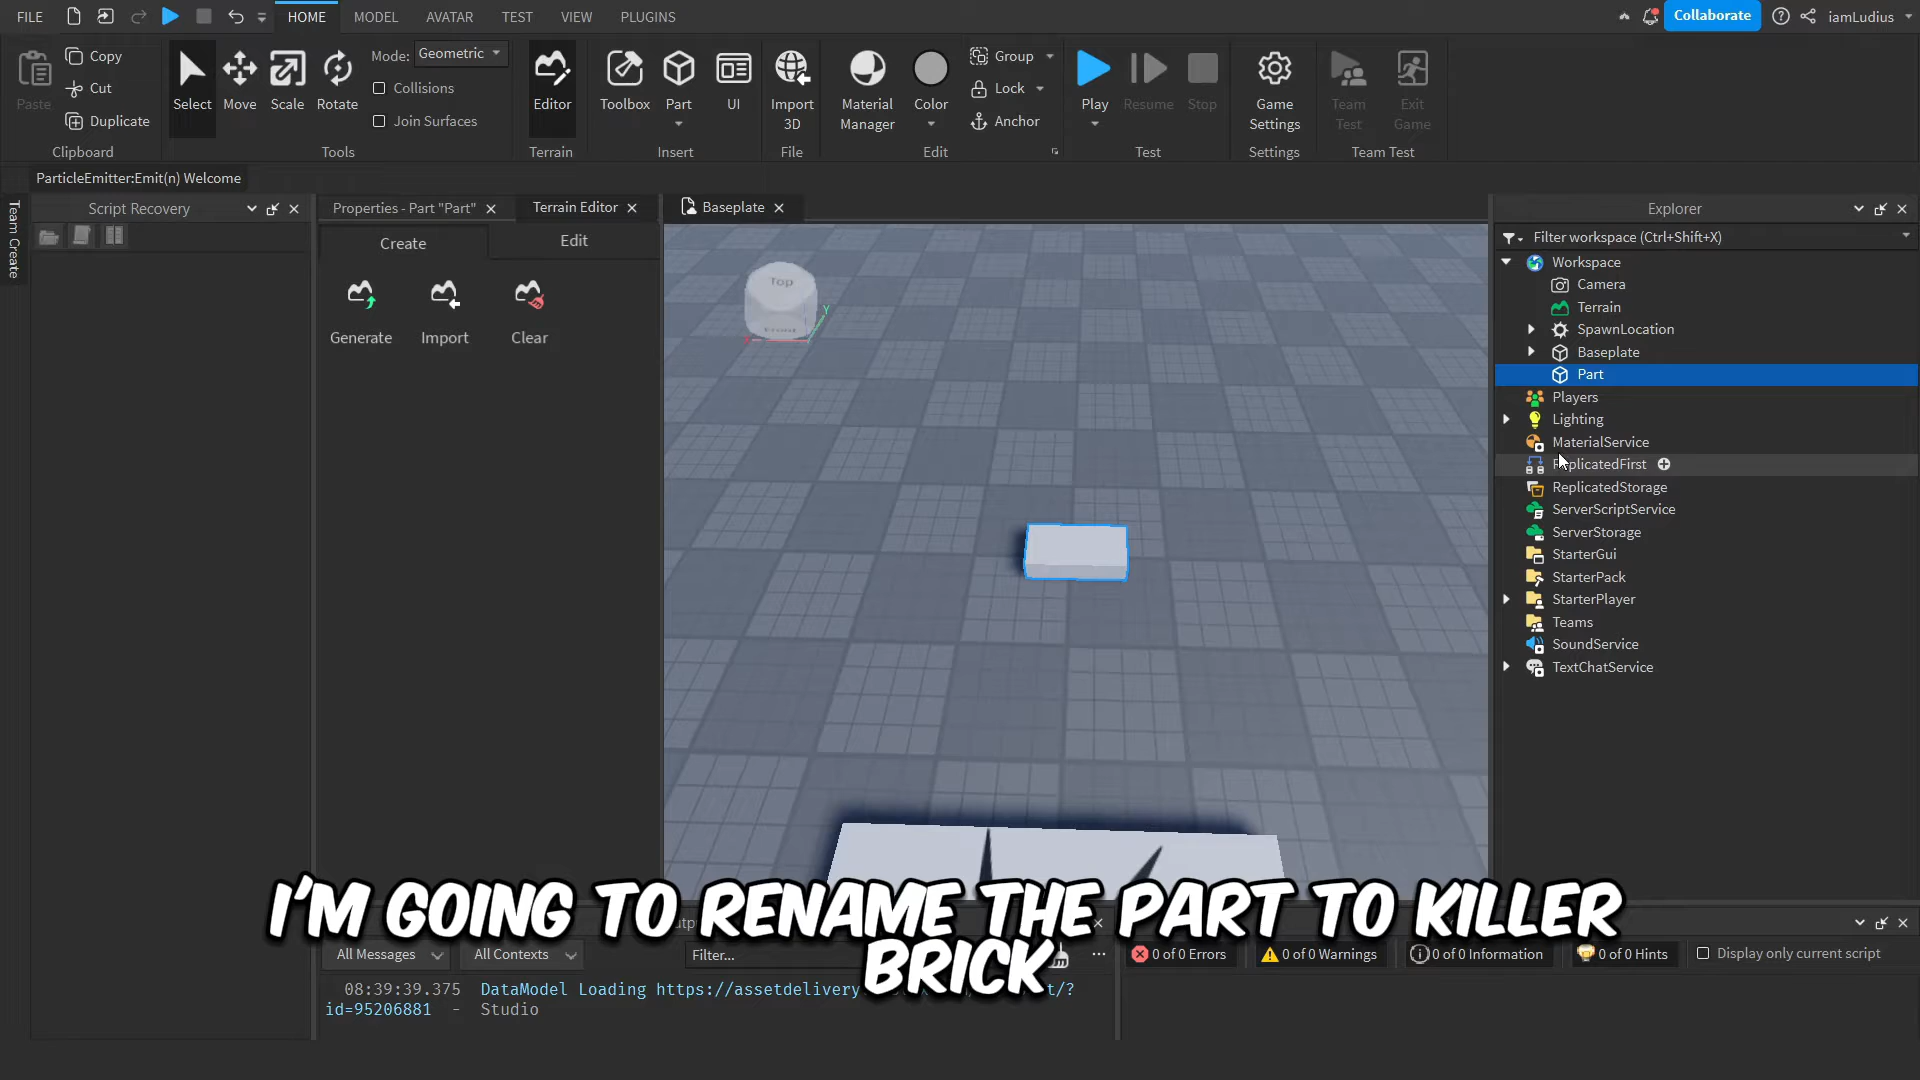 FILE
HOME
MODEL
AVATAR
TEST
VIEW
PLUGINS
Collaborate
iamLudius
Paste
Copy
Cut
Duplicate
Clipboard
Select
Move
Scale
Rotate
Mode: Geometric
Collisions
Join Surfaces
Tools
Editor
Terrain
Toolbox
Part
UI
Insert
Import
3D
File
Material
Manager
Color
Group
Lock
Anchor
Edit
Play
Resume
Stop
Test
Game
Settings
Settings
Team
Test
Exit
Game
Team Test
ParticleEmitter:Emit(n) Welcome
Team Create
Script Recovery
Properties - Part "Part"
Terrain Editor
Create
Edit
Generate
Import
Clear
Baseplate
Top
Front
Y
Explorer
Filter workspace (Ctrl+Shift+X)
Workspace
Camera
Terrain
SpawnLocation
Baseplate
Part
Players
Lighting
MaterialService
ReplicatedFirst
ReplicatedStorage
ServerScriptService
ServerStorage
StarterGui
StarterPack
StarterPlayer
Teams
SoundService
TextChatService
I'M GOING TO RENAME THE PART TO KILLER
BRICK
All Messages
All Contexts
Filter...
0 of 0 Errors
0 of 0 Warnings
0 of 0 Information
0 of 0 Hints
Display only current script
08:39:39.375 DataModel Loading https://assetdelivery.
id=95206881 - Studio